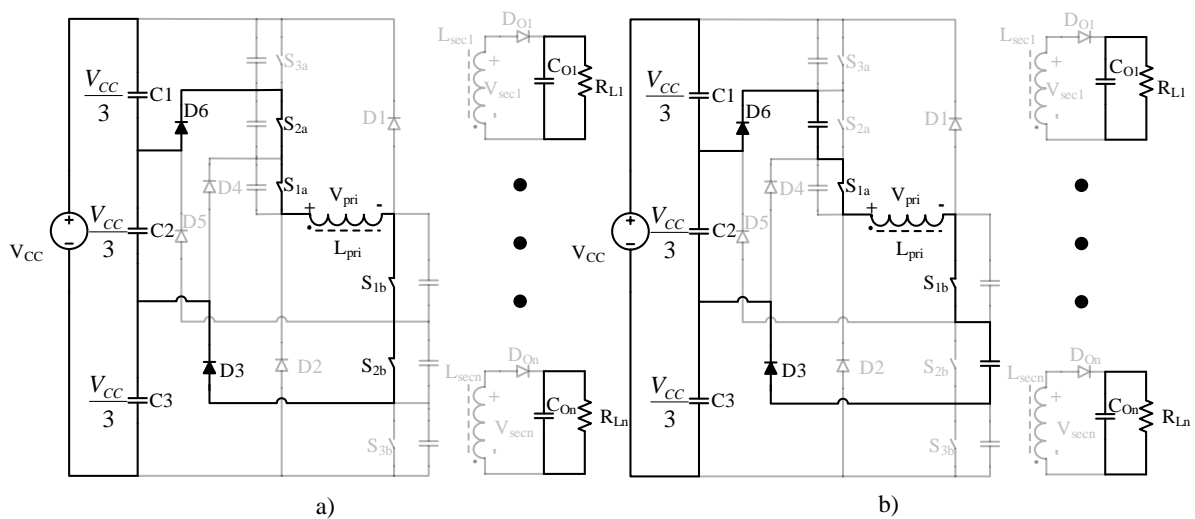 D_O1
L_sec1
+
S_3a
V_CC
3
C1
D6
C_O1
R_L1
V_sec1
-
S_2a
D1
S_1a
D4
V_pri
+
-
D5
V_CC
3
C2
V_CC
+
−
L_pri
S_1b
D3
D2
S_2b
D_On
L_secn
+
V_CC
3
C3
C_On
R_Ln
V_secn
-
S_3b
a)
D_O1
L_sec1
+
S_3a
V_CC
3
C1
D6
C_O1
R_L1
V_sec1
-
S_2a
D1
S_1a
D4
V_pri
+
-
D5
V_CC
3
C2
V_CC
+
−
L_pri
S_1b
D3
D2
S_2b
D_On
L_secn
+
V_CC
3
C3
C_On
R_Ln
V_secn
-
S_3b
b)